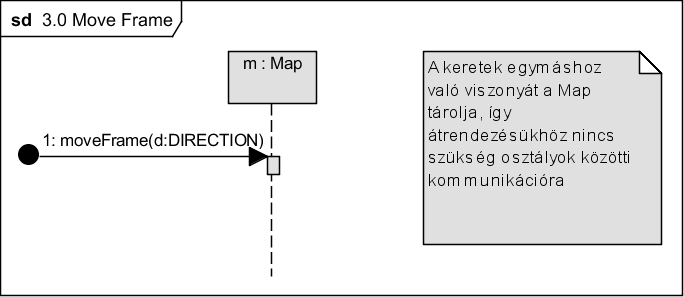 sd 3.0 Move Frame
m : Map
1: moveFrame(d:DIRECTION)
A keretek egymáshoz
való viszonyát a Map
tárolja, így
átrendezésükhöz nincs
szükség osztályok közötti
kommunikációra